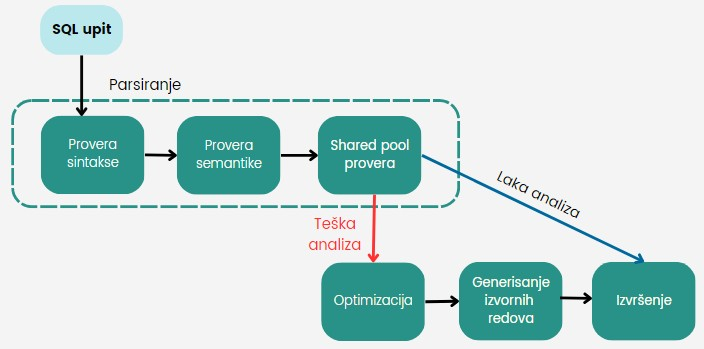 SQL upit
Parsiranje
Provera
sintakse
Provera
semantike
Shared pool
provera
Laka analiza
Teška
analiza
Optimizacija
Generisanje
izvornih
redova
Izvršenje